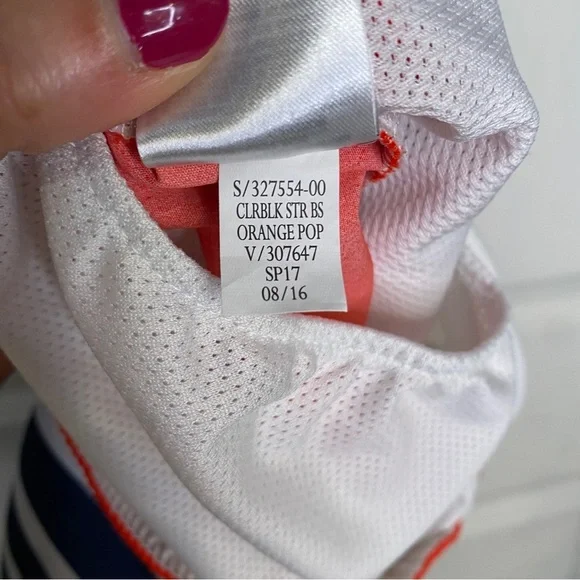 S/327554-00
CLRBLK STR BS
ORANGE POP
V/307647
SP17
08/16